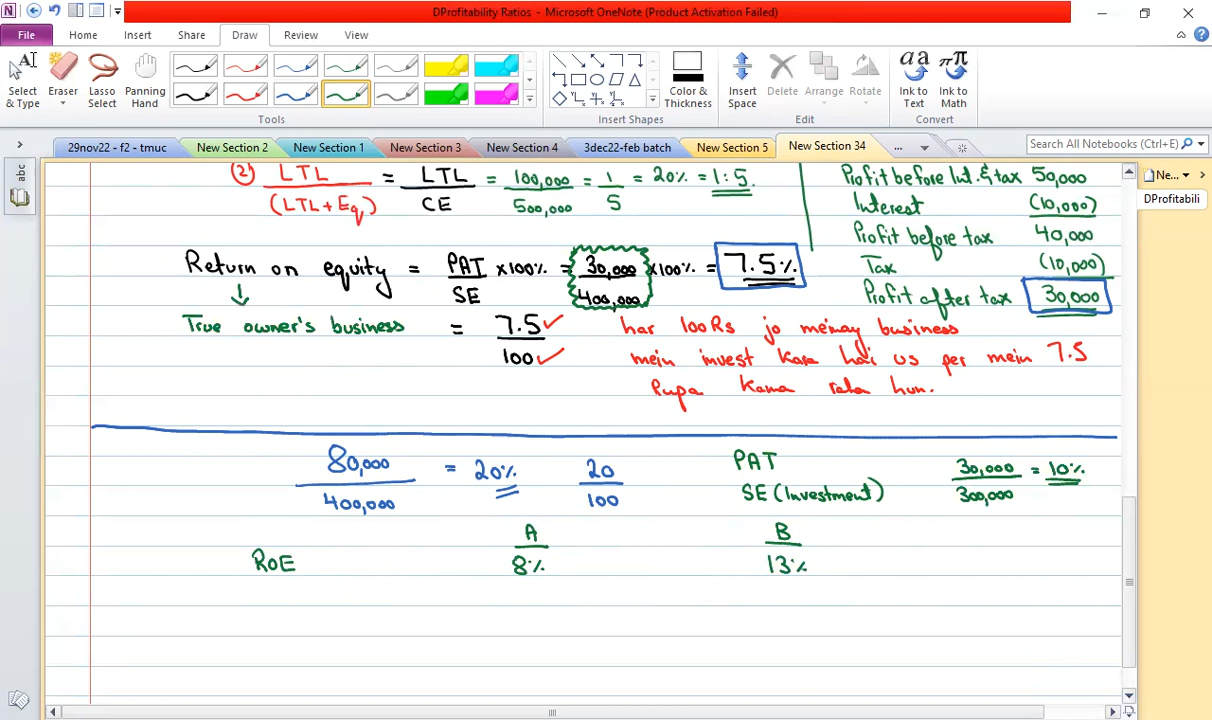 DProfitability Ratios - Microsoft OneNote (Product Activation Failed)
File Home Insert Share Draw Review View
Select & Type
Eraser
Lasso Select
Panning Hand
Color & Thickness
Insert Space
Delete
Arrange
Rotate
Ink to Text
Ink to Math
Tools Insert Shapes Edit Convert
29nov22 - f2 - tmuc New Section 2 New Section 1 New Section 3 New Section 4 3dec22-feb batch New Section 5 New Section 34 ... Search All Notebooks (Ctrl+E)
abc
Ne...
DProfitabili
(2) LTL / (LTL + Eq) = LTL / CE = 100,000 / 500,000 = 1 / 5 = 20% = 1:5.
Profit before Int. & tax 50,000
Interest (10,000)
Profit before tax 40,000
Tax (10,000)
Profit after tax 30,000
Return on equity = PAT / SE x100% = 30,000 / 400,000 x100% = 7.5%
True owner's business = 7.5 / 100
har 100Rs jo meinay business
mein invest kara hai us per mein 7.5
Rupa kama raha hun.
80,000 / 400,000 = 20% 20 / 100
PAT
SE (Investment)
30,000 / 300,000 = 10%
A B
RoE 8% 13%